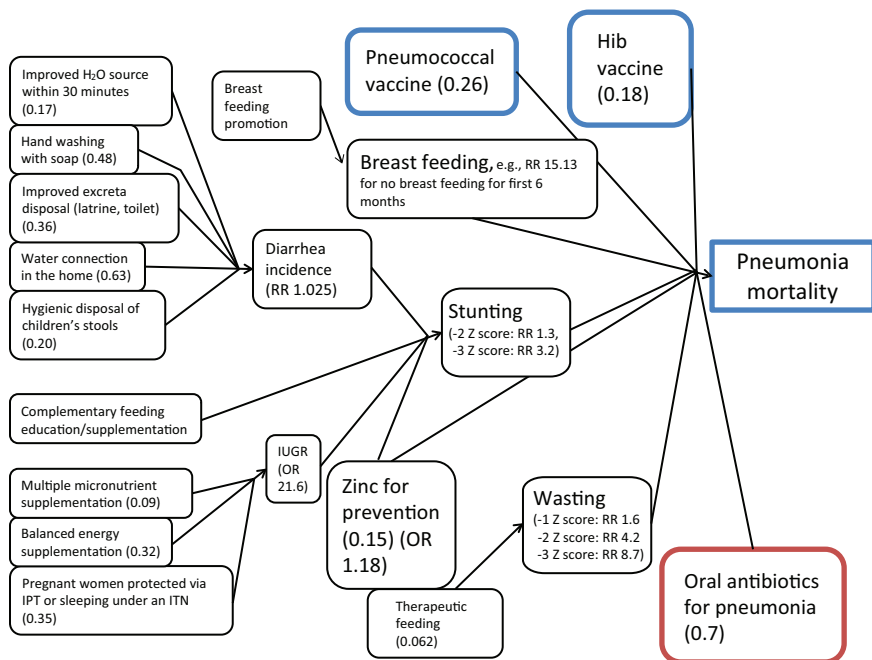 Improved H₂O source
within 30 minutes
(0.17)
Hand washing
with soap (0.48)
Improved excreta
disposal (latrine, toilet)
(0.36)
Water connection
in the home (0.63)
Hygienic disposal of
children's stools
(0.20)
Breast
feeding
promotion
Pneumococcal
vaccine (0.26)
Hib
vaccine
(0.18)
Breast feeding, e.g., RR 15.13
for no breast feeding for first 6
months
Diarrhea
incidence
(RR 1.025)
Stunting
(-2 Z score: RR 1.3,
-3 Z score: RR 3.2)
Pneumonia
mortality
Complementary feeding
education/supplementation
IUGR
(OR
21.6)
Multiple micronutrient
supplementation (0.09)
Balanced energy
supplementation (0.32)
Pregnant women protected via
IPT or sleeping under an ITN
(0.35)
Zinc for
prevention
(0.15) (OR
1.18)
Therapeutic
feeding
(0.062)
Wasting
(-1 Z score: RR 1.6
-2 Z score: RR 4.2
-3 Z score: RR 8.7)
Oral antibiotics
for pneumonia
(0.7)